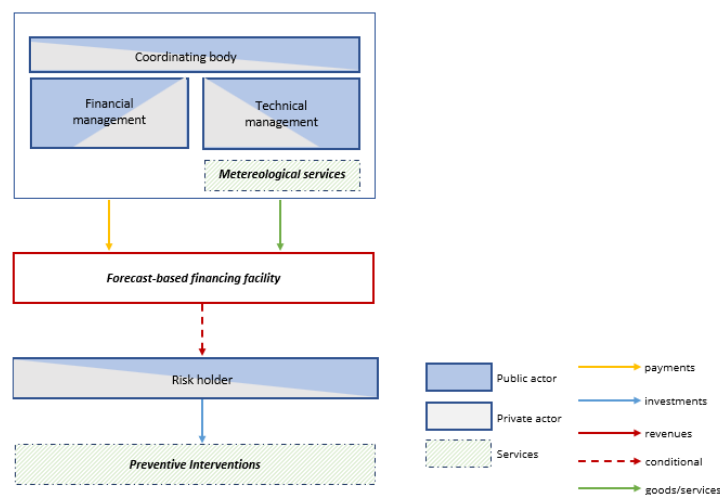 Coordinating body
Financial
management
Technical
management
Metereological services
Forecast-based financing facility
Risk holder
Preventive Interventions
Public actor
Private actor
Services
payments
investments
revenues
conditional
goods/services